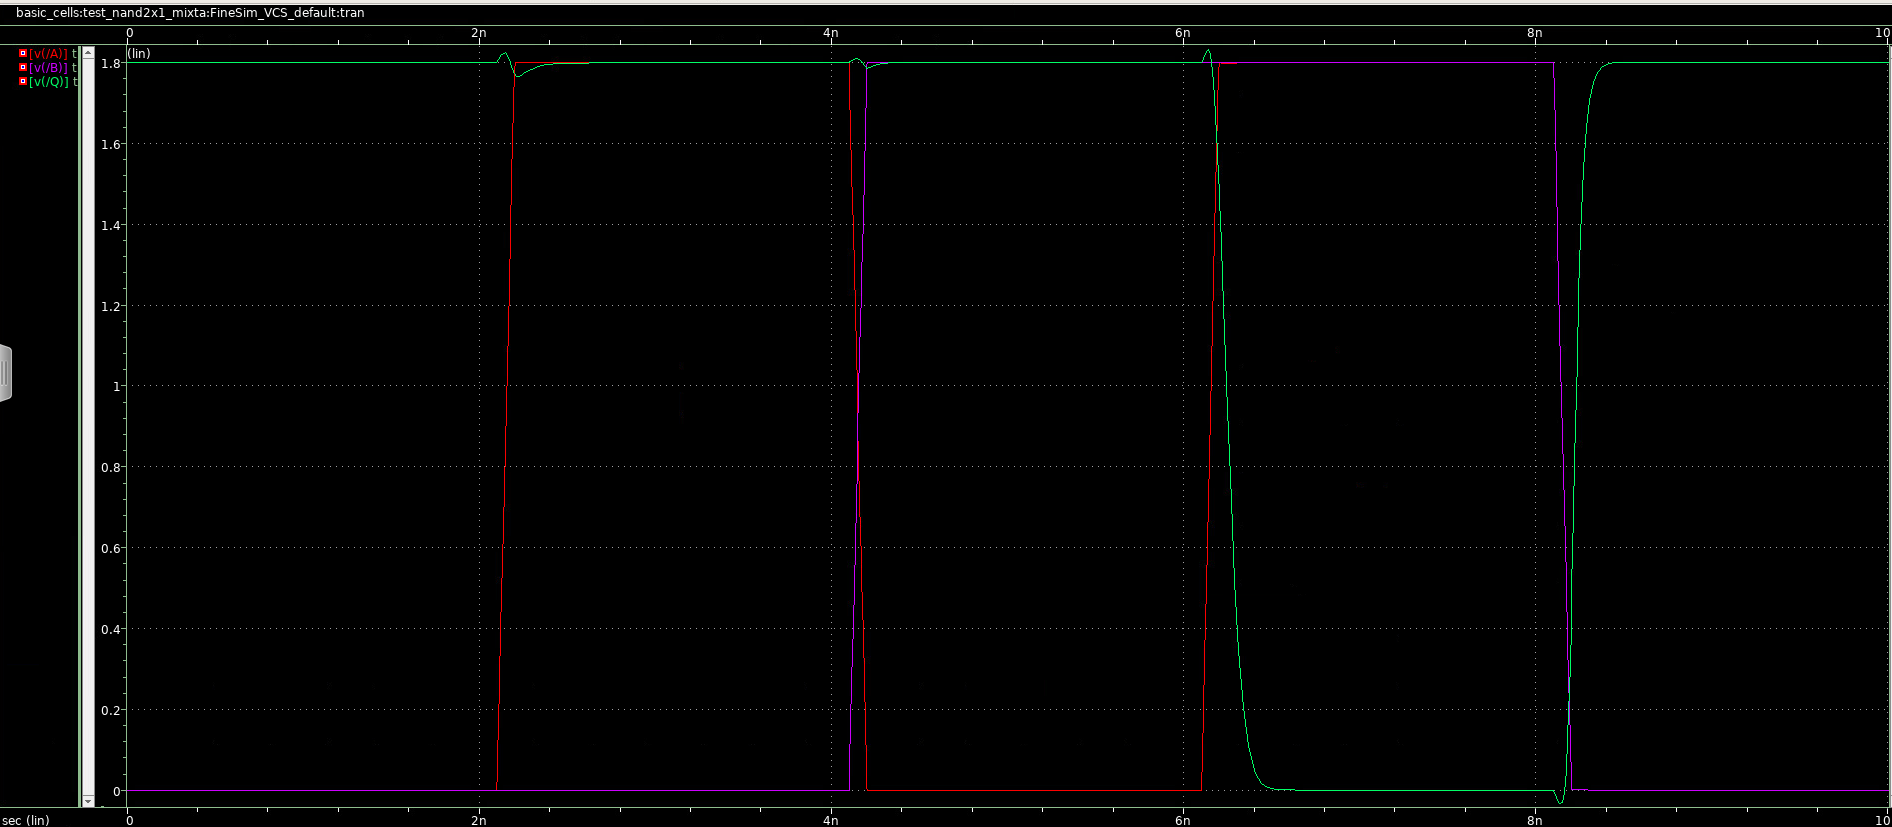 basic_cells:test_nand2x1_mixta:FineSim_VCS_default:tran
0 2n 4n 6n 8n 10
[v(/A)] t
[v(/B)] t
[v(/Q)] t
(lin)
1.8
1.6
1.4
1.2
1
0.8
0.6
0.4
0.2
0
sec (lin) 0 2n 4n 6n 8n 10